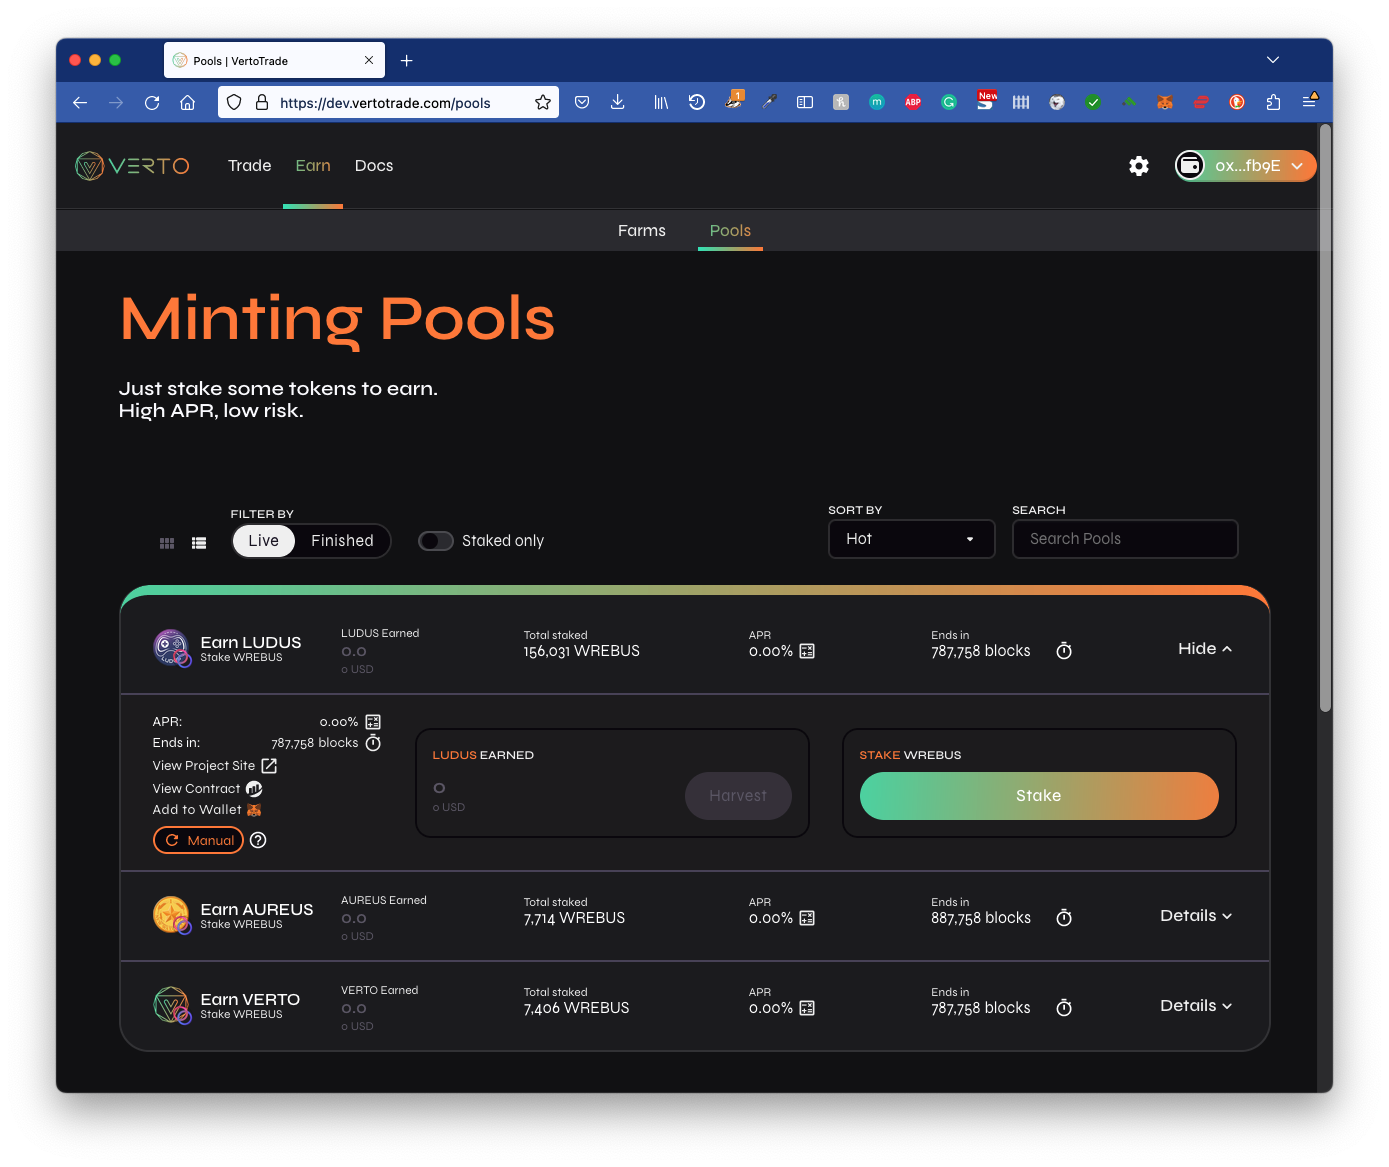 Pools | VertoTrade
https://dev.vertotrade.com/pools
1
ABP
New
VERTO
Trade
Earn
Docs
0x...fb9E
Farms
Pools
Minting Pools
Just stake some tokens to earn.
High APR, low risk.
FILTER BY
Live
Finished
Staked only
SORT BY
Hot
SEARCH
Search Pools
Earn LUDUS
Stake WREBUS
LUDUS Earned
0.0
0 USD
Total staked
156,031 WREBUS
APR
0.00%
Ends in
787,758 blocks
Hide
APR:
0.00%
Ends in:
787,758 blocks
View Project Site
View Contract
Add to Wallet
Manual
LUDUS EARNED
0
0 USD
Harvest
STAKE WREBUS
Stake
Earn AUREUS
Stake WREBUS
AUREUS Earned
0.0
0 USD
Total staked
7,714 WREBUS
APR
0.00%
Ends in
887,758 blocks
Details
Earn VERTO
Stake WREBUS
VERTO Earned
0.0
0 USD
Total staked
7,406 WREBUS
APR
0.00%
Ends in
787,758 blocks
Details